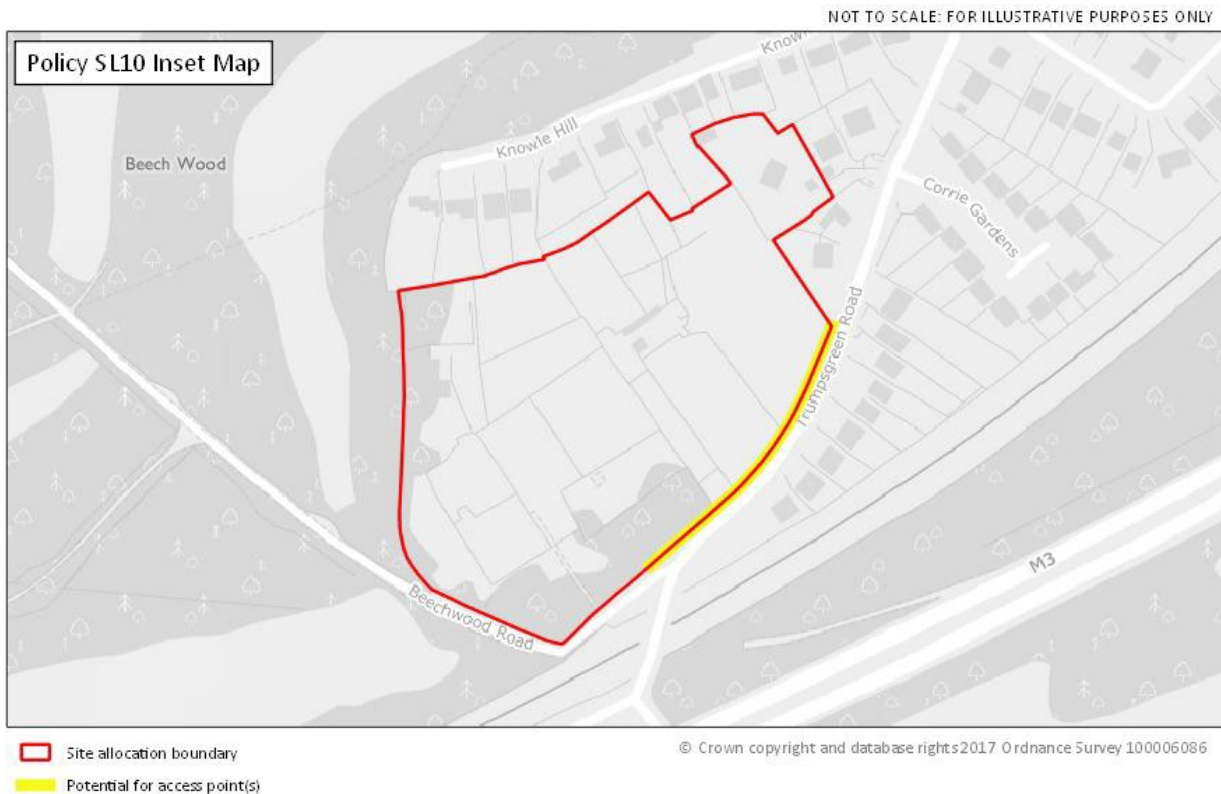 NOT TO SCALE: FOR ILLUSTRATIVE PURPOSES ONLY
Policy SL10 Inset Map
Knowle Hill
Beech Wood
Corrie Gardens
Trumpsgreen Road
M3
Beechwood Road
Site allocation boundary
© Crown copyright and database rights 2017 Ordnance Survey 100006086
Potential for access point(s)